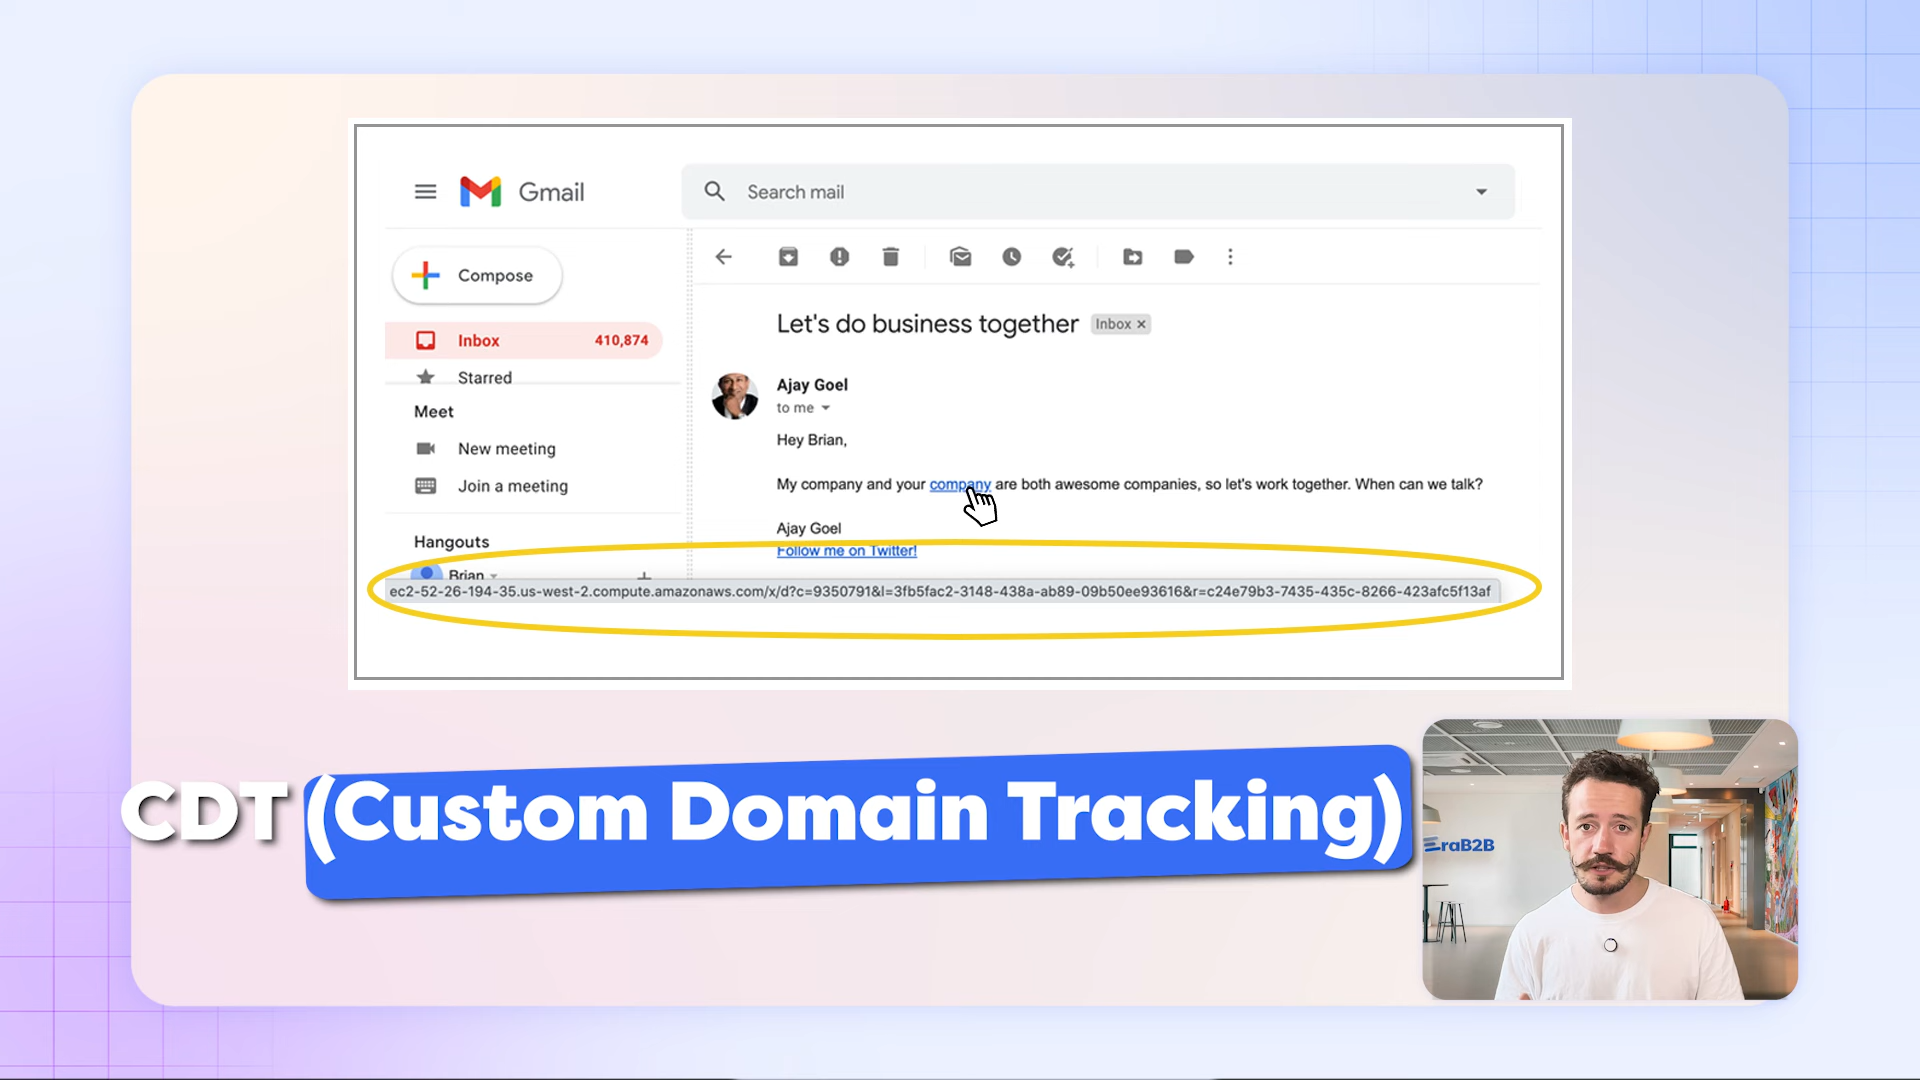 Gmail
Search mail
Compose
Inbox 410,874
Starred
Meet
New meeting
Join a meeting
Hangouts
Brian
Let's do business together Inbox ×
Ajay Goel
to me
Hey Brian,
My company and your company are both awesome companies, so let's work together. When can we talk?
Ajay Goel
Follow me on Twitter!
ec2-52-26-194-35.us-west-2.compute.amazonaws.com/x/d?c=9350791&l=3fb5fac2-3148-438a-ab89-09b50ee93616&r=c24e79b3-7435-435c-8266-423afc5f13af
CDT (Custom Domain Tracking)
EraB2B